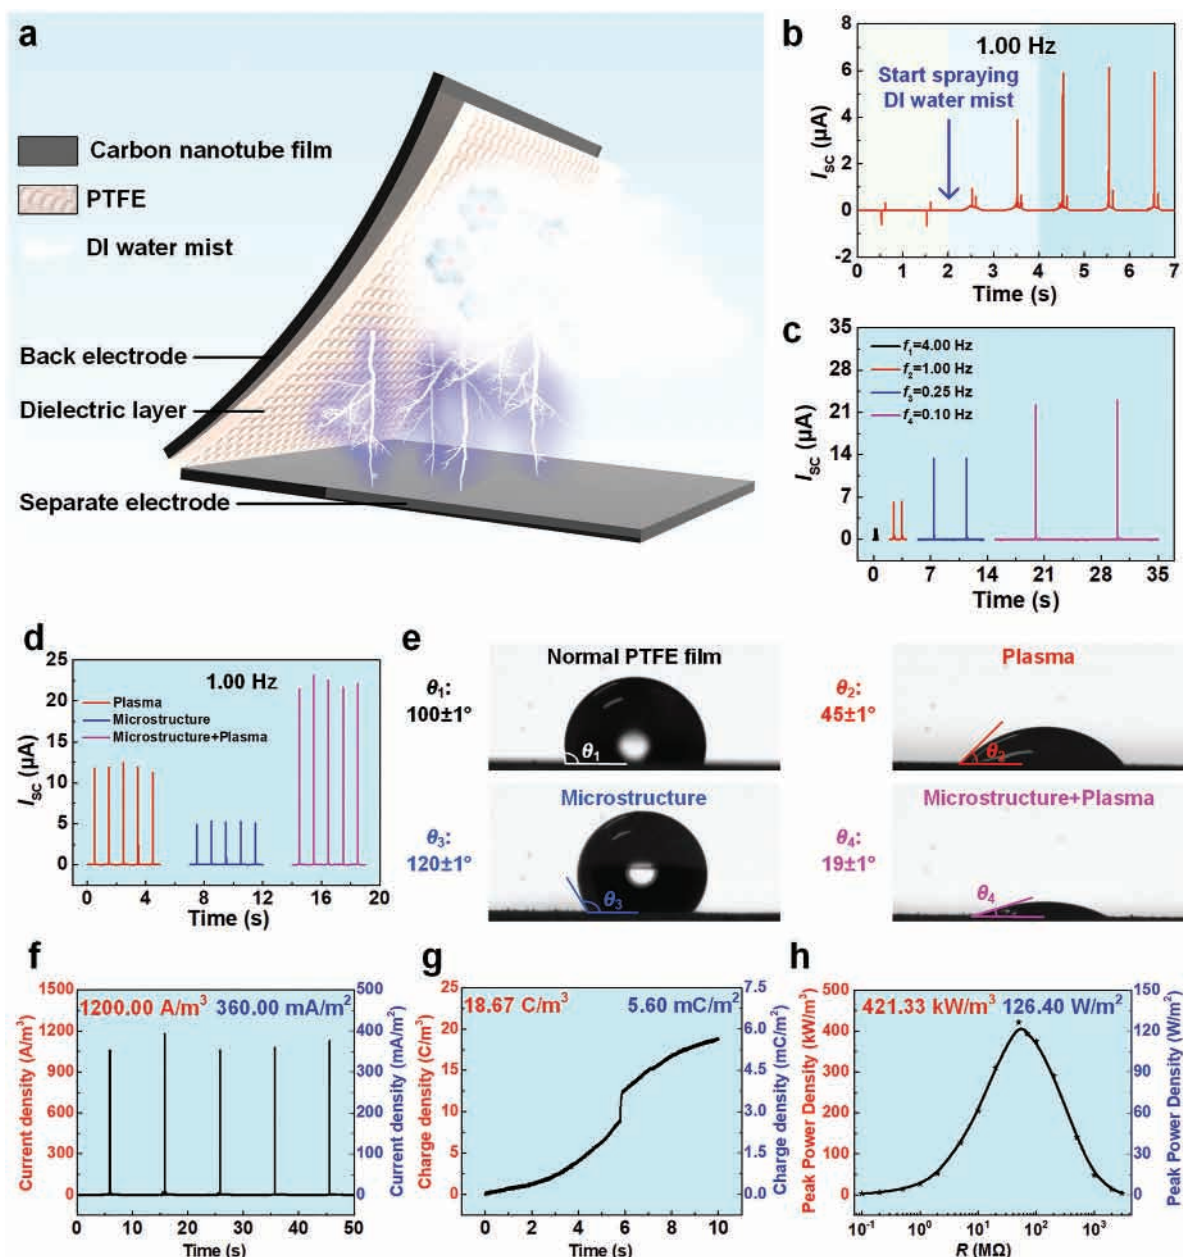 a
Carbon nanotube film
PTFE
DI water mist
Back electrode
Dielectric layer
Separate electrode
b
1.00 Hz
Start spraying
DI water mist
I_SC (μA)
8
6
4
2
0
-2
0 1 2 3 4 5 6 7
Time (s)
c
f1=4.00 Hz
f2=1.00 Hz
f3=0.25 Hz
f4=0.10 Hz
I_SC (μA)
35
28
21
14
7
0
0 7 14 21 28 35
Time (s)
d
1.00 Hz
Plasma
Microstructure
Microstructure+Plasma
I_SC (μA)
25
20
15
10
5
0
0 4 8 12 16 20
Time (s)
e
Normal PTFE film
θ1:
100±1°
θ1
Plasma
θ2:
45±1°
θ2
Microstructure
θ3:
120±1°
θ3
Microstructure+Plasma
θ4:
19±1°
θ4
f
1200.00 A/m³ 360.00 mA/m²
Current density (A/m³)
1500
1200
900
600
300
0
Current density (mA/m²)
500
400
300
200
100
0
0 10 20 30 40 50
Time (s)
g
18.67 C/m³ 5.60 mC/m²
Charge density (C/m³)
25
20
15
10
5
0
Charge density (mC/m²)
7.5
6.0
4.5
3.0
1.5
0.0
0 2 4 6 8 10
Time (s)
h
421.33 kW/m³ 126.40 W/m²
Peak Power Density (kW/m³)
500
400
300
200
100
0
Peak Power Density (W/m²)
150
120
90
60
30
0
10⁻¹ 10⁰ 10¹ 10² 10³
R (MΩ)